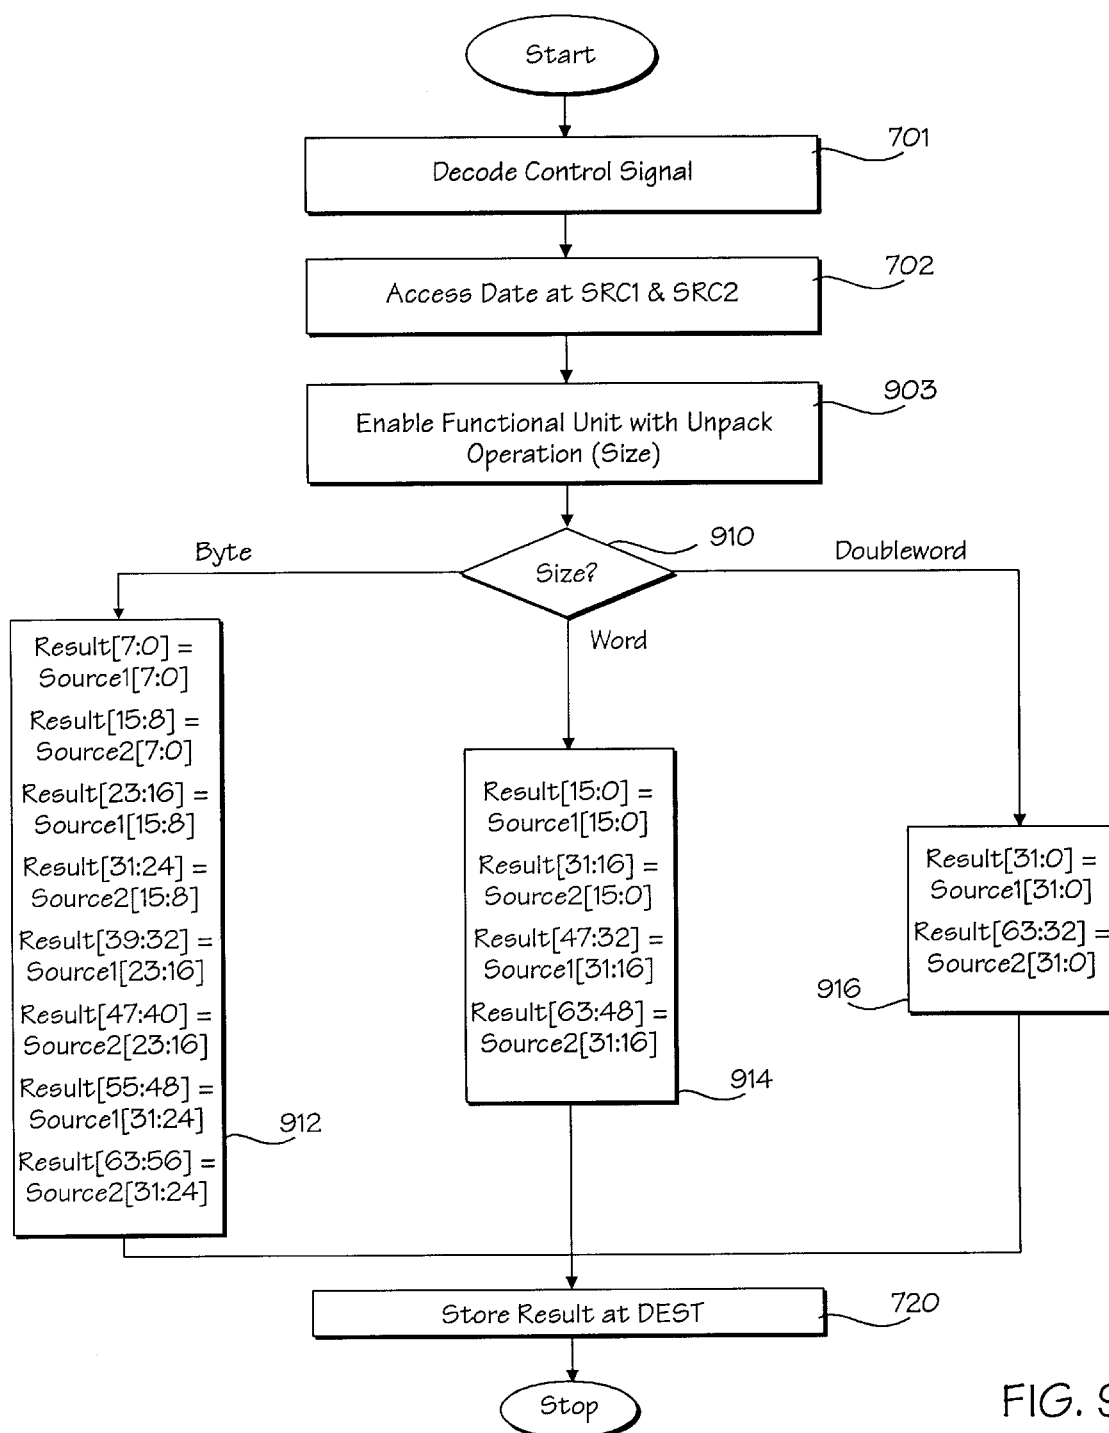 Start
701
Decode Control Signal
702
Access Date at SRC1 & SRC2
903
Enable Functional Unit with Unpack
Operation (Size)
910
Byte
Size?
Doubleword
Word
Result[7:0] =
Source1[7:0]
Result[15:8] =
Source2[7:0]
Result[23:16] =
Source1[15:8]
Result[31:24] =
Source2[15:8]
Result[39:32] =
Source1[23:16]
Result[47:40] =
Source2[23:16]
Result[55:48] =
Source1[31:24]
Result[63:56] =
Source2[31:24]
912
Result[15:0] =
Source1[15:0]
Result[31:16] =
Source2[15:0]
Result[47:32] =
Source1[31:16]
Result[63:48] =
Source2[31:16]
914
Result[31:0] =
Source1[31:0]
Result[63:32] =
Source2[31:0]
916
Store Result at DEST
720
Stop
FIG. 9